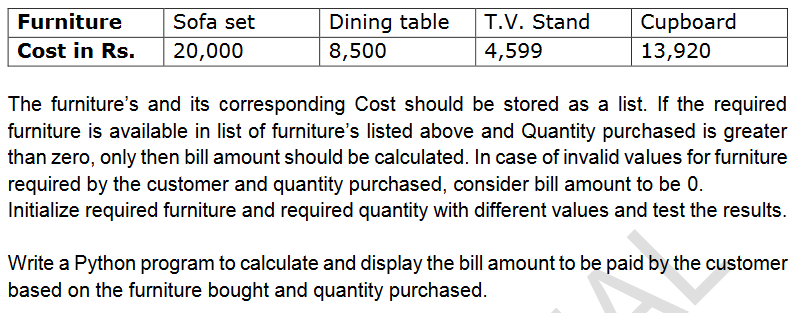 Furniture Sofa set Dining table T.V. Stand Cupboard
Cost in Rs. 20,000 8,500 4,599 13,920
The furniture's and its corresponding Cost should be stored as a list. If the required
furniture is available in list of furniture's listed above and Quantity purchased is greater
than zero, only then bill amount should be calculated. In case of invalid values for furniture
required by the customer and quantity purchased, consider bill amount to be 0.
Initialize required furniture and required quantity with different values and test the results.
Write a Python program to calculate and display the bill amount to be paid by the customer
based on the furniture bought and quantity purchased.